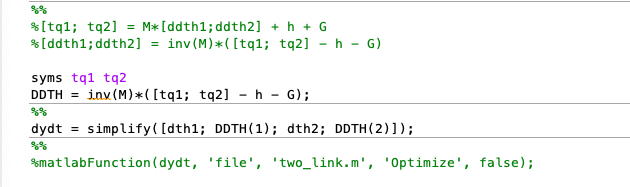 %%
%[tq1; tq2] = M*[ddth1;ddth2] + h + G
%[ddth1;ddth2] = inv(M)*([tq1; tq2] - h - G)
syms tq1 tq2
DDTH = inv(M)*([tq1; tq2] - h - G);
%%
dydt = simplify([dth1; DDTH(1); dth2; DDTH(2)]);
%%
%matlabFunction(dydt, 'file', 'two_link.m', 'Optimize', false);